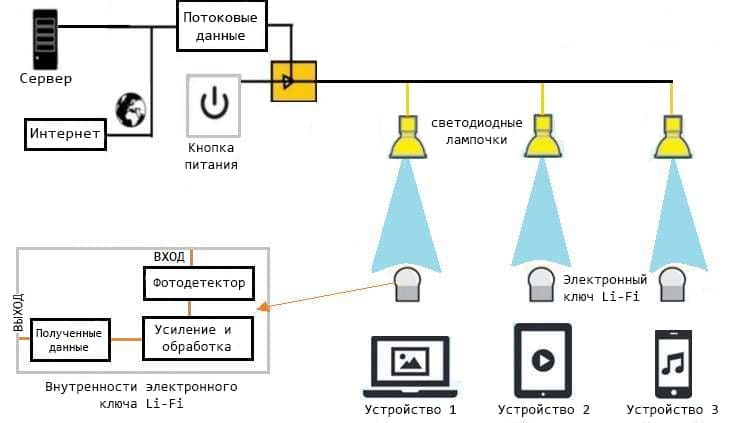 Потоковые
данные
Сервер
Интернет
Кнопка
питания
светодиодные
лампочки
ВХОД
Фотодетектор
ВЫХОД
Полученные
данные
Усиление и
обработка
Внутренности электронного
ключа Li-Fi
Электронный
ключ Li-Fi
Устройство 1
Устройство 2
Устройство 3